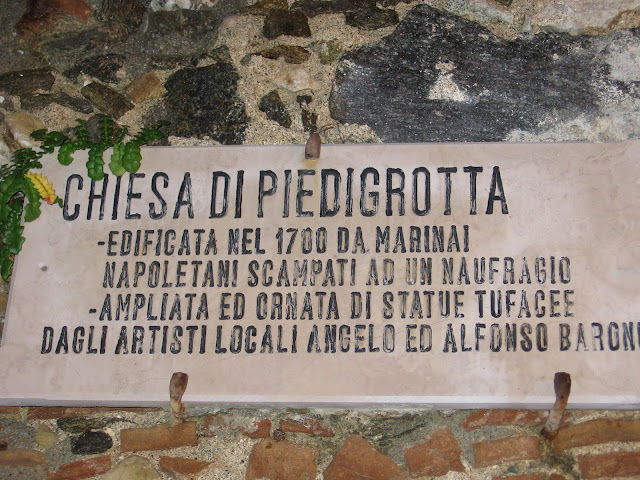 CHIESA DI PIEDIGROTTA
-EDIFICATA NEL 1700 DA MARINAI
NAPOLETANI SCAMPATI AD UN NAUFRAGIO
-AMPLIATA ED ORNATA DI STATUE TUFACEE
DAGLI ARTISTI LOCALI ANGELO ED ALFONSO BARON